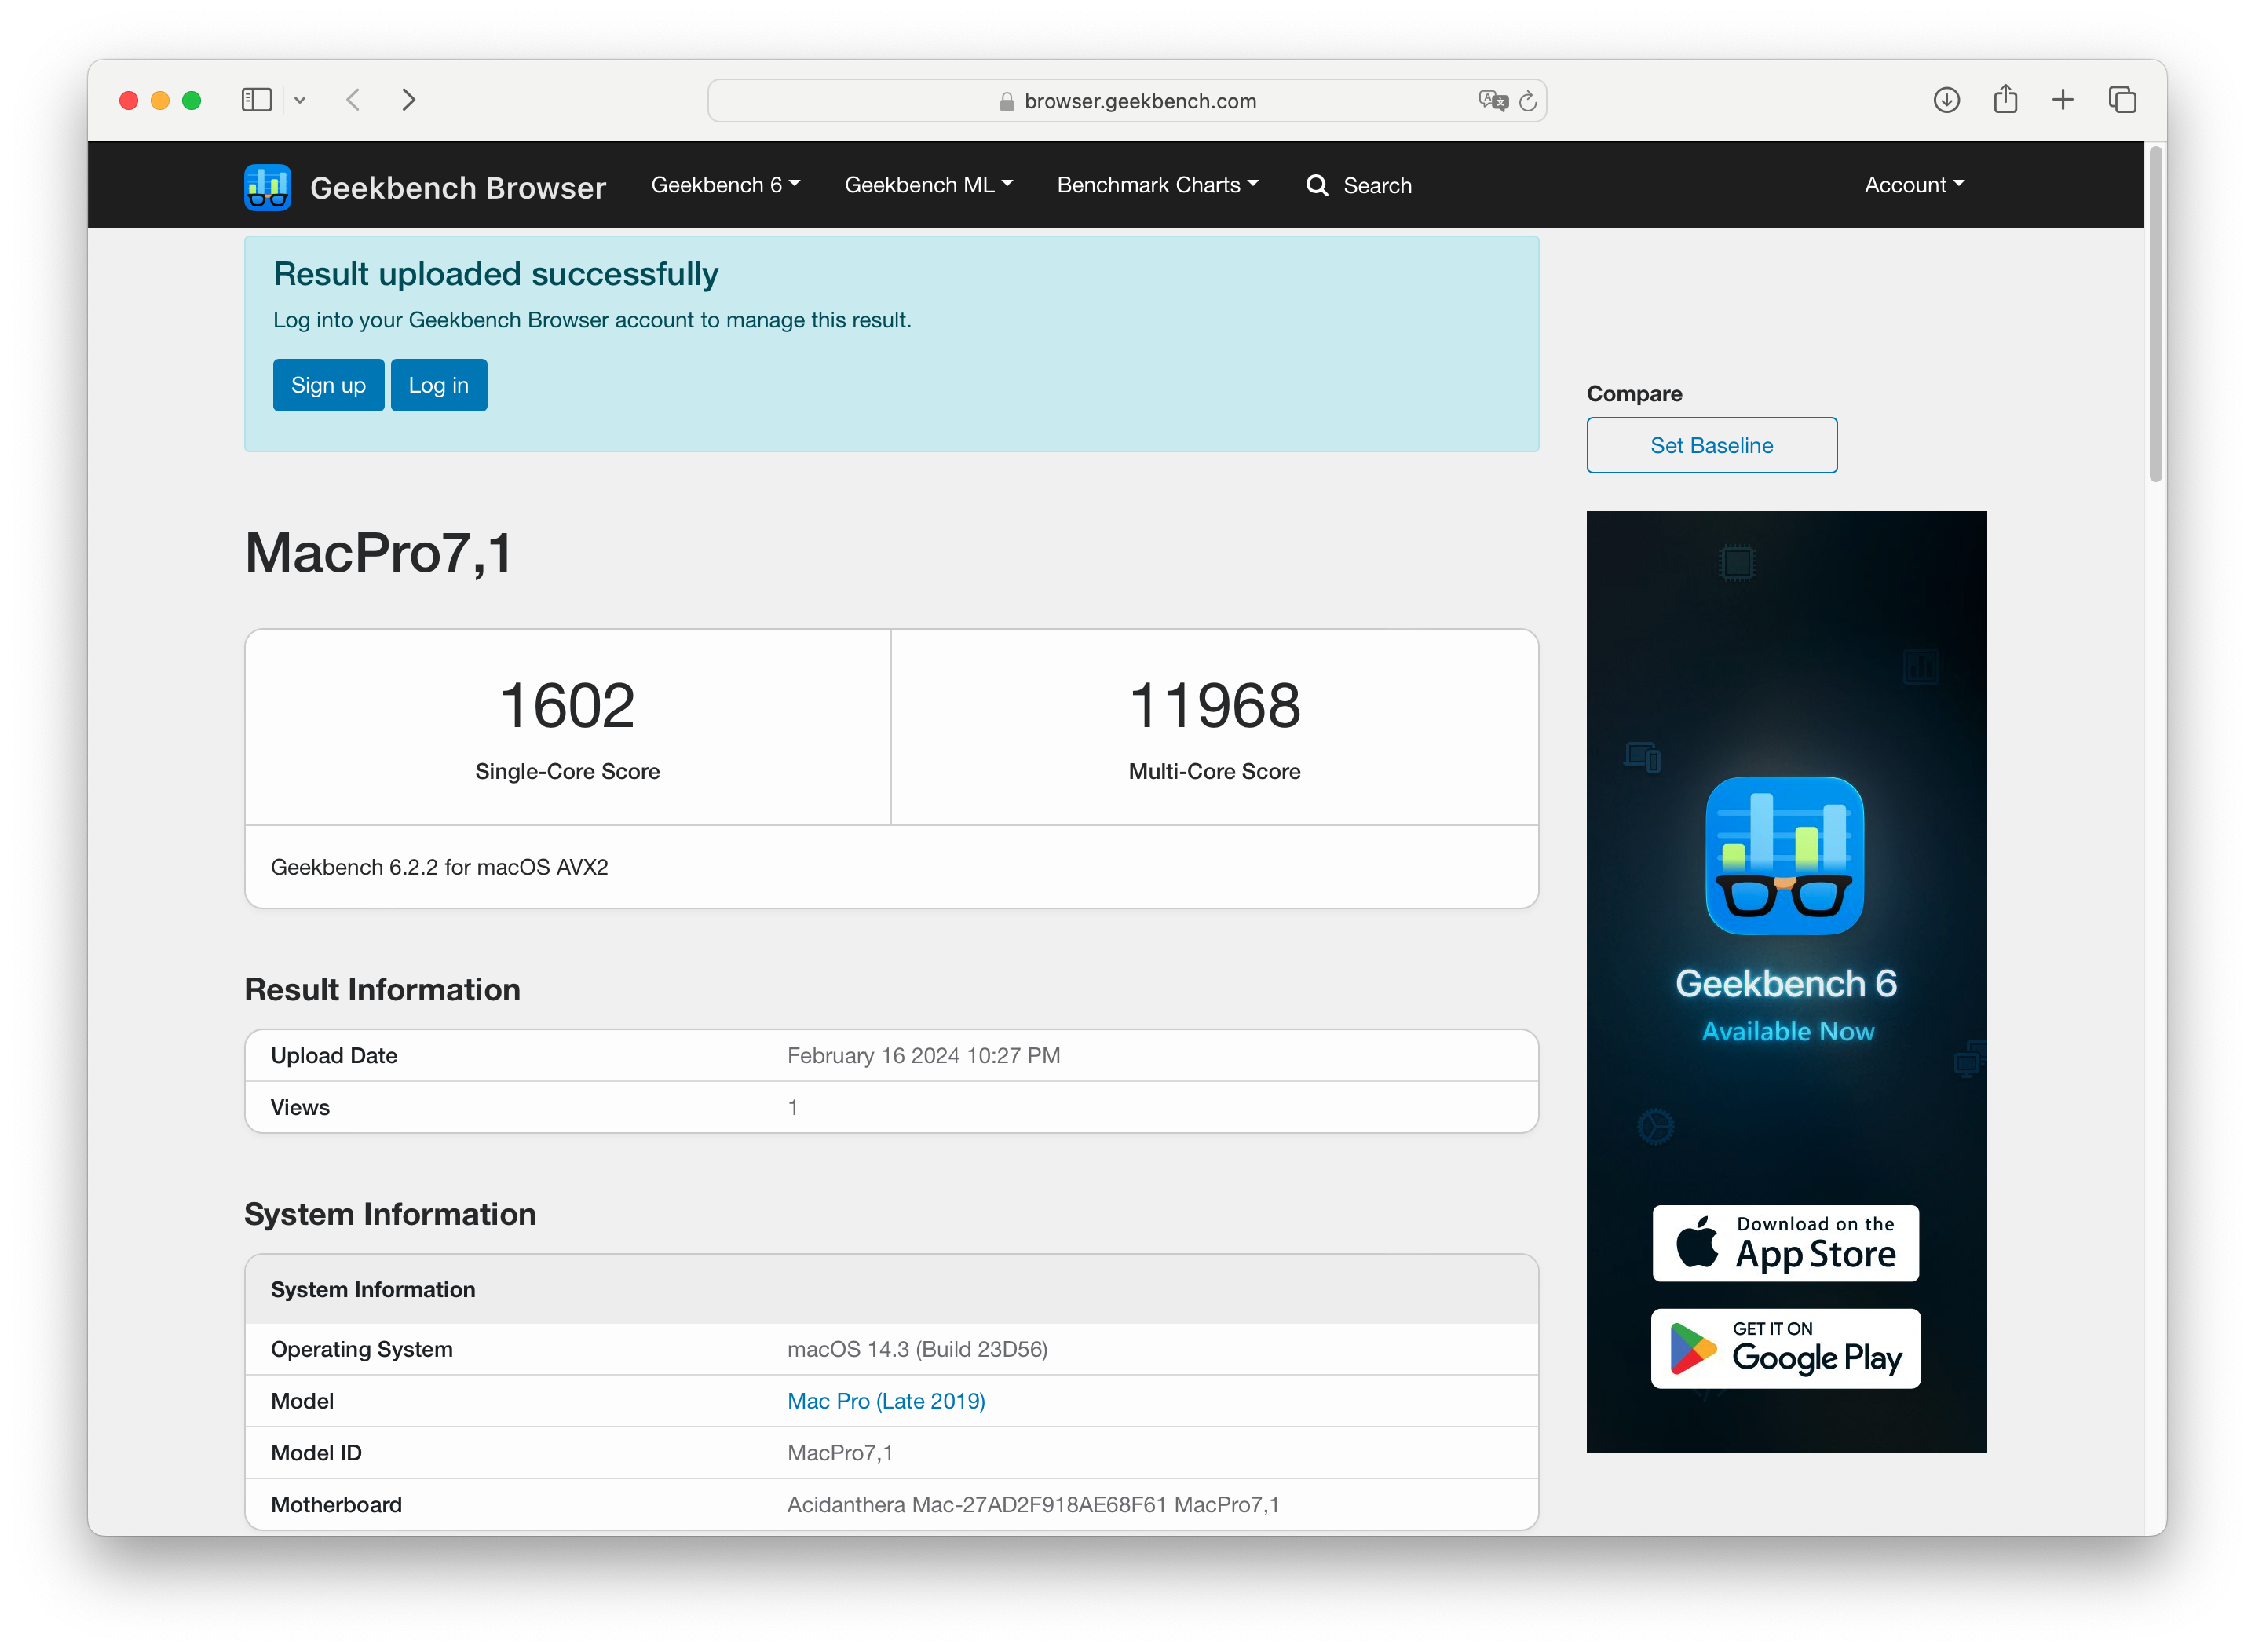 browser.geekbench.com
Geekbench Browser Geekbench 6 Geekbench ML Benchmark Charts Search Account
Result uploaded successfully
Log into your Geekbench Browser account to manage this result.
Sign up Log in
Compare
Set Baseline
MacPro7,1
1602 11968
Single-Core Score Multi-Core Score
Geekbench 6.2.2 for macOS AVX2
Result Information
Upload Date February 16 2024 10:27 PM
Views 1
System Information
System Information
Operating System macOS 14.3 (Build 23D56)
Model Mac Pro (Late 2019)
Model ID MacPro7,1
Motherboard Acidanthera Mac-27AD2F918AE68F61 MacPro7,1
Geekbench 6
Available Now
Download on the
App Store
GET IT ON
Google Play